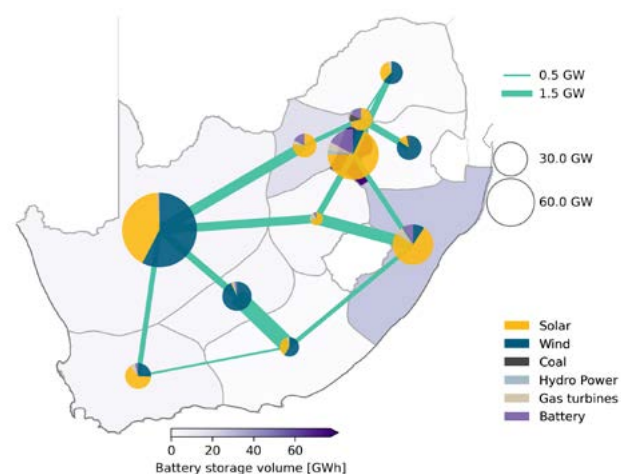 0.5 GW
1.5 GW
30.0 GW
60.0 GW
Solar
Wind
Coal
Hydro Power
Gas turbines
Battery
0 20 40 60
Battery storage volume [GWh]